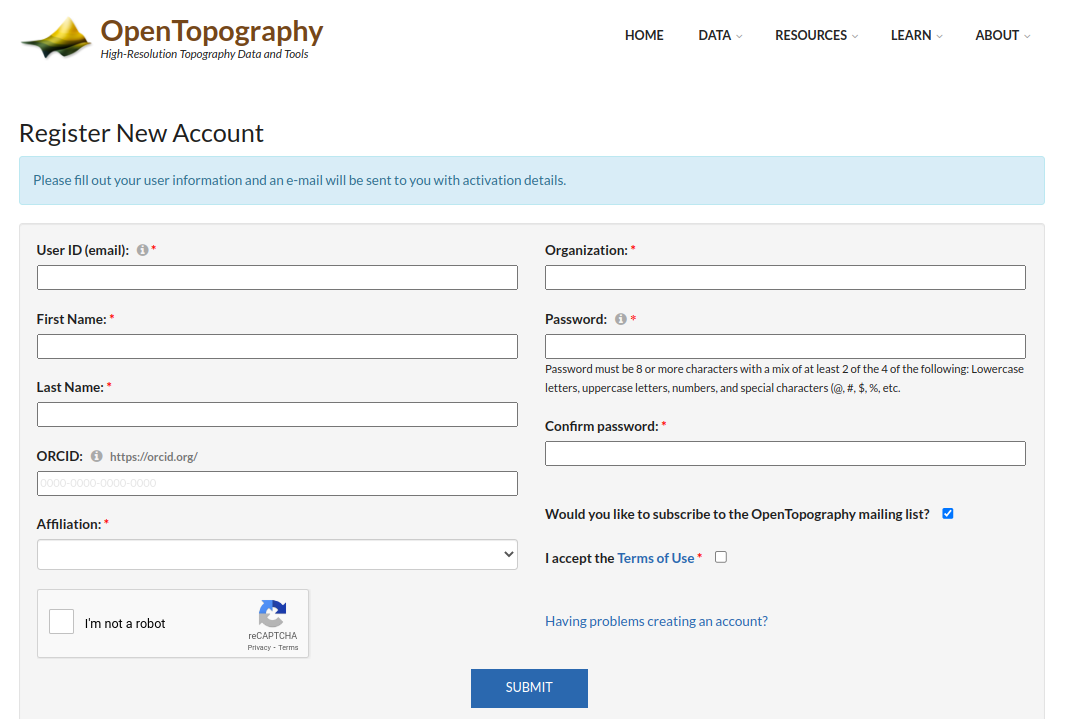 OpenTopography
High-Resolution Topography Data and Tools
HOME DATA RESOURCES LEARN ABOUT
Register New Account
Please fill out your user information and an e-mail will be sent to you with activation details.
User ID (email): *
First Name: *
Last Name: *
ORCID: https://orcid.org/
0000-0000-0000-0000
Affiliation: *
I'm not a robot
reCAPTCHA
Privacy - Terms
Organization: *
Password: *
Password must be 8 or more characters with a mix of at least 2 of the 4 of the following: Lowercase
letters, uppercase letters, numbers, and special characters (@, #, $, %, etc.
Confirm password: *
Would you like to subscribe to the OpenTopography mailing list?
I accept the Terms of Use *
Having problems creating an account?
SUBMIT